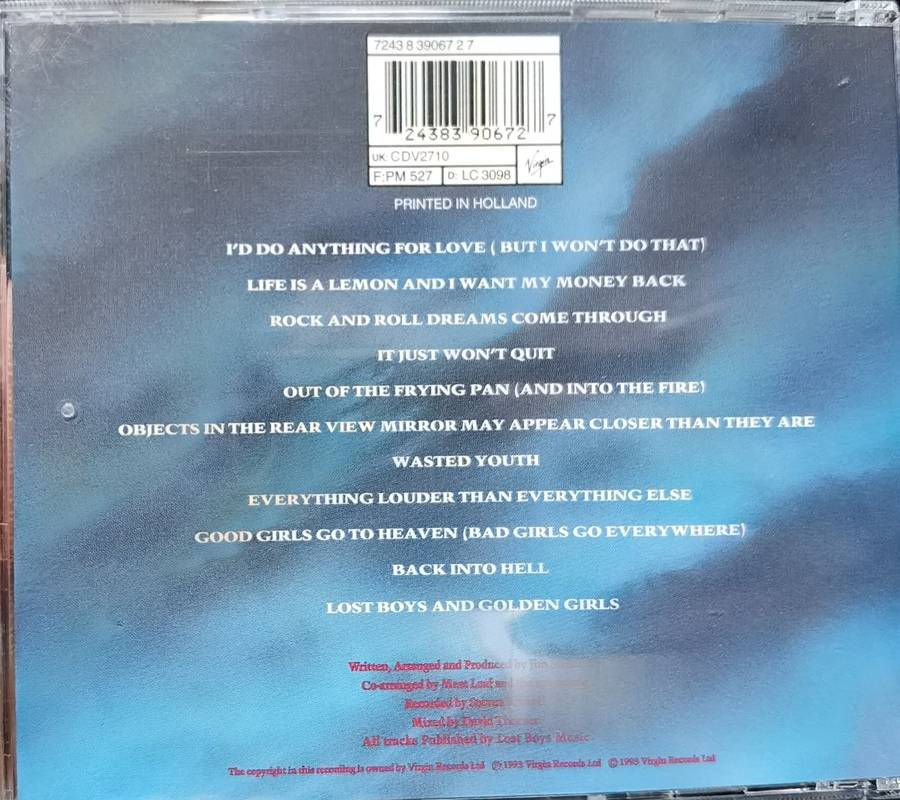 7243 8 39067 2 7
7 24383 90672 7
UK: CDV2710
F: PM 527 D: LC 3098 Virgin
PRINTED IN HOLLAND
I'D DO ANYTHING FOR LOVE ( BUT I WON'T DO THAT)
LIFE IS A LEMON AND I WANT MY MONEY BACK
ROCK AND ROLL DREAMS COME THROUGH
IT JUST WON'T QUIT
OUT OF THE FRYING PAN (AND INTO THE FIRE)
OBJECTS IN THE REAR VIEW MIRROR MAY APPEAR CLOSER THAN THEY ARE
WASTED YOUTH
EVERYTHING LOUDER THAN EVERYTHING ELSE
GOOD GIRLS GO TO HEAVEN (BAD GIRLS GO EVERYWHERE)
BACK INTO HELL
LOST BOYS AND GOLDEN GIRLS
Written, Arranged and Produced by Jim
Co-arranged by Meat Loaf
Recorded by
Mixed by David
All tracks Published by Lost Boys Music
The copyright in this recording is owned by Virgin Records Ltd ℗ 1993 Virgin Records Ltd © 1993 Virgin Records Ltd